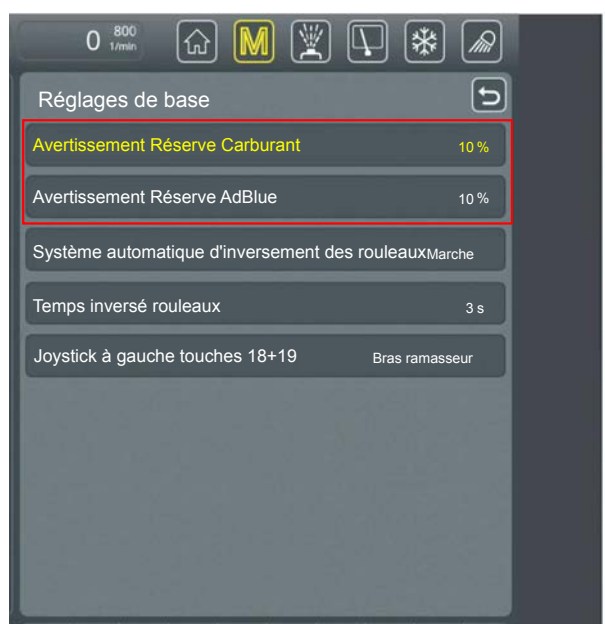 0 800 1/min M
Réglages de base
Avertissement Réserve Carburant 10 %
Avertissement Réserve AdBlue 10 %
Système automatique d'inversement des rouleaux Marche
Temps inversé rouleaux 3 s
Joystick à gauche touches 18+19 Bras ramasseur